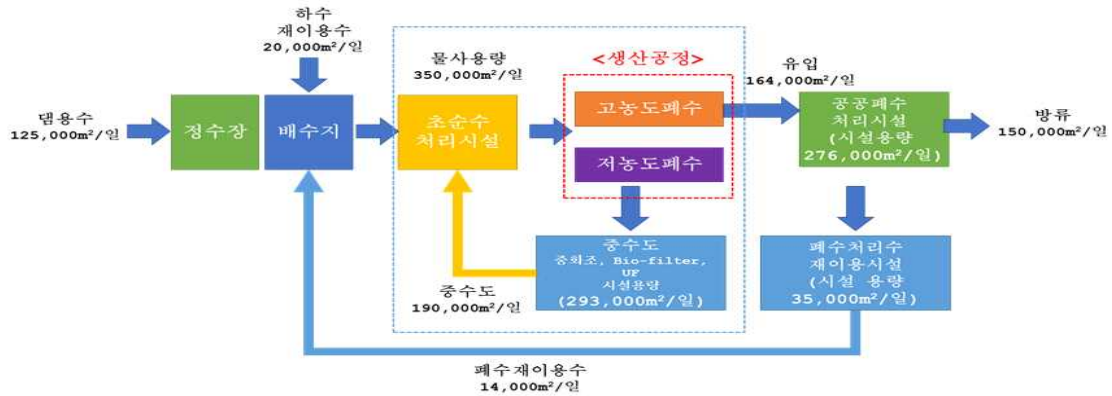 하수
재이용수
20,000m²/일
물사용량
350,000m²/일
<생산공정>
유입
164,000m²/일
댐용수
125,000m²/일
정수장
배수지
초순수
처리시설
고농도폐수
저농도폐수
공공폐수
처리시설
(시설용량
276,000m²/일)
방류
150,000m²/일
중수도
190,000m²/일
중수도
중화조, Bio-filter,
UF
시설용량
(293,000m²/일)
폐수처리수
재이용시설
(시설 용량
35,000m²/일)
폐수재이용수
14,000m²/일